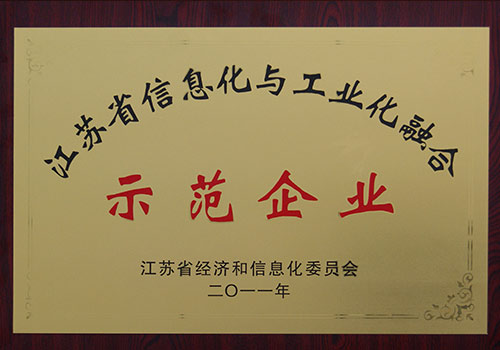 江苏省信息化与工业化融合
示范企业
江苏省经济和信息化委员会
二〇一一年